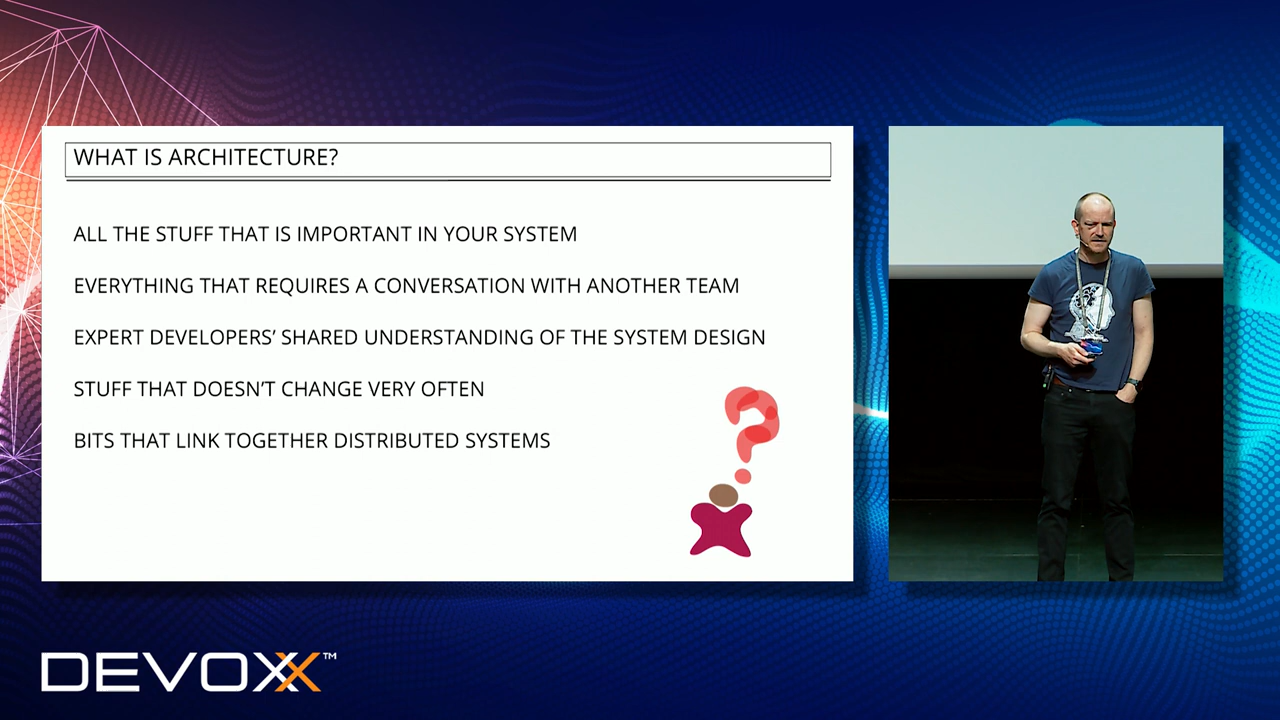 WHAT IS ARCHITECTURE?
ALL THE STUFF THAT IS IMPORTANT IN YOUR SYSTEM
EVERYTHING THAT REQUIRES A CONVERSATION WITH ANOTHER TEAM
EXPERT DEVELOPERS’ SHARED UNDERSTANDING OF THE SYSTEM DESIGN
STUFF THAT DOESN’T CHANGE VERY OFTEN
BITS THAT LINK TOGETHER DISTRIBUTED SYSTEMS
DEVOXX™